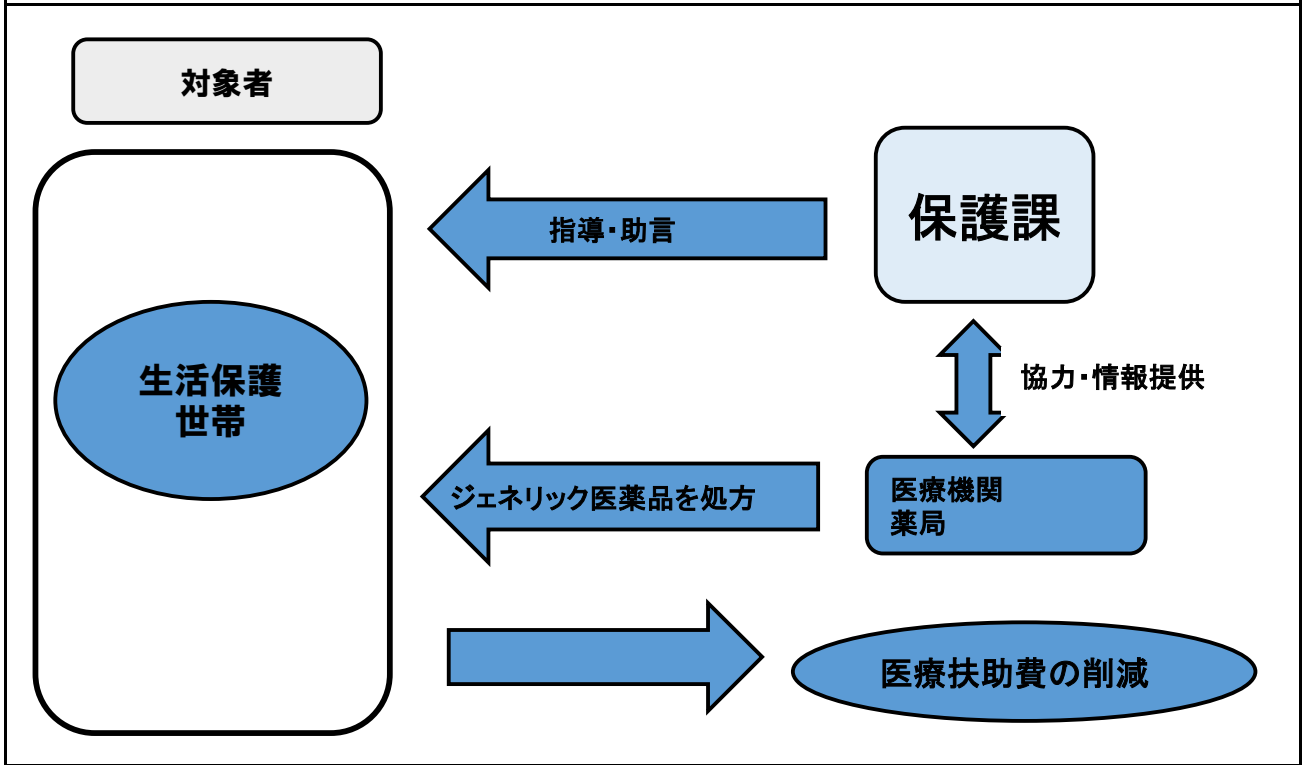 対象者
保護課
指導・助言
生活保護
世帯
協力・情報提供
ジェネリック医薬品を処方
医療機関
薬局
医療扶助費の削減